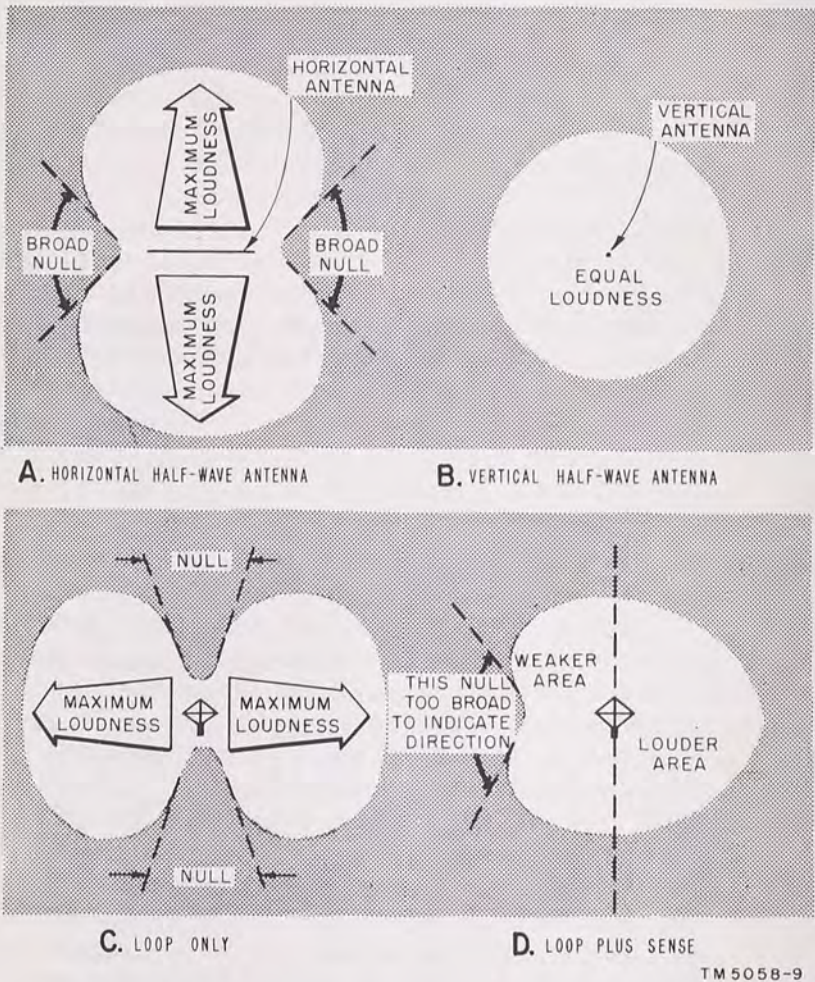 HORIZONTAL
ANTENNA
MAXIMUM
LOUDNESS
BROAD
NULL
BROAD
NULL
MAXIMUM
LOUDNESS
VERTICAL
ANTENNA
EQUAL
LOUDNESS
A. HORIZONTAL HALF-WAVE ANTENNA
B. VERTICAL HALF-WAVE ANTENNA
NULL
MAXIMUM
LOUDNESS
MAXIMUM
LOUDNESS
NULL
WEAKER
AREA
THIS NULL
TOO BROAD
TO INDICATE
DIRECTION
LOUDER
AREA
C. LOOP ONLY
D. LOOP PLUS SENSE
TM 5058-9